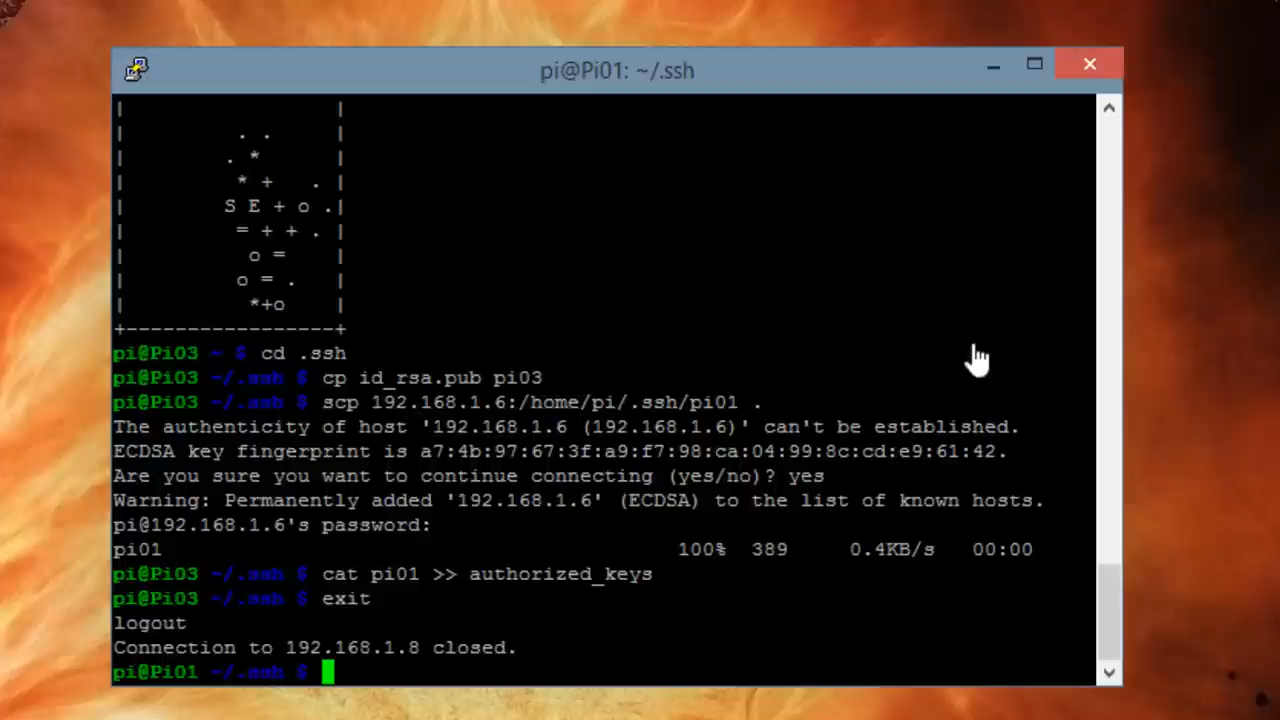 pi@Pi01: ~/.ssh
|                 |
|          . .      |
|         . *       |
|          * +   . |
|         S E + o .|
|          = + + . |
|           o =     |
|          o = .    |
|           *+o     |
+-----------------+
pi@Pi03 ~ $ cd .ssh
pi@Pi03 ~/.ssh $ cp id_rsa.pub pi03
pi@Pi03 ~/.ssh $ scp 192.168.1.6:/home/pi/.ssh/pi01 .
The authenticity of host '192.168.1.6 (192.168.1.6)' can't be established.
ECDSA key fingerprint is a7:4b:97:67:3f:a9:f7:98:ca:04:99:8c:cd:e9:61:42.
Are you sure you want to continue connecting (yes/no)? yes
Warning: Permanently added '192.168.1.6' (ECDSA) to the list of known hosts.
pi@192.168.1.6's password:
pi01 100% 389 0.4KB/s 00:00
pi@Pi03 ~/.ssh $ cat pi01 >> authorized_keys
pi@Pi03 ~/.ssh $ exit
logout
Connection to 192.168.1.8 closed.
pi@Pi01 ~/.ssh $